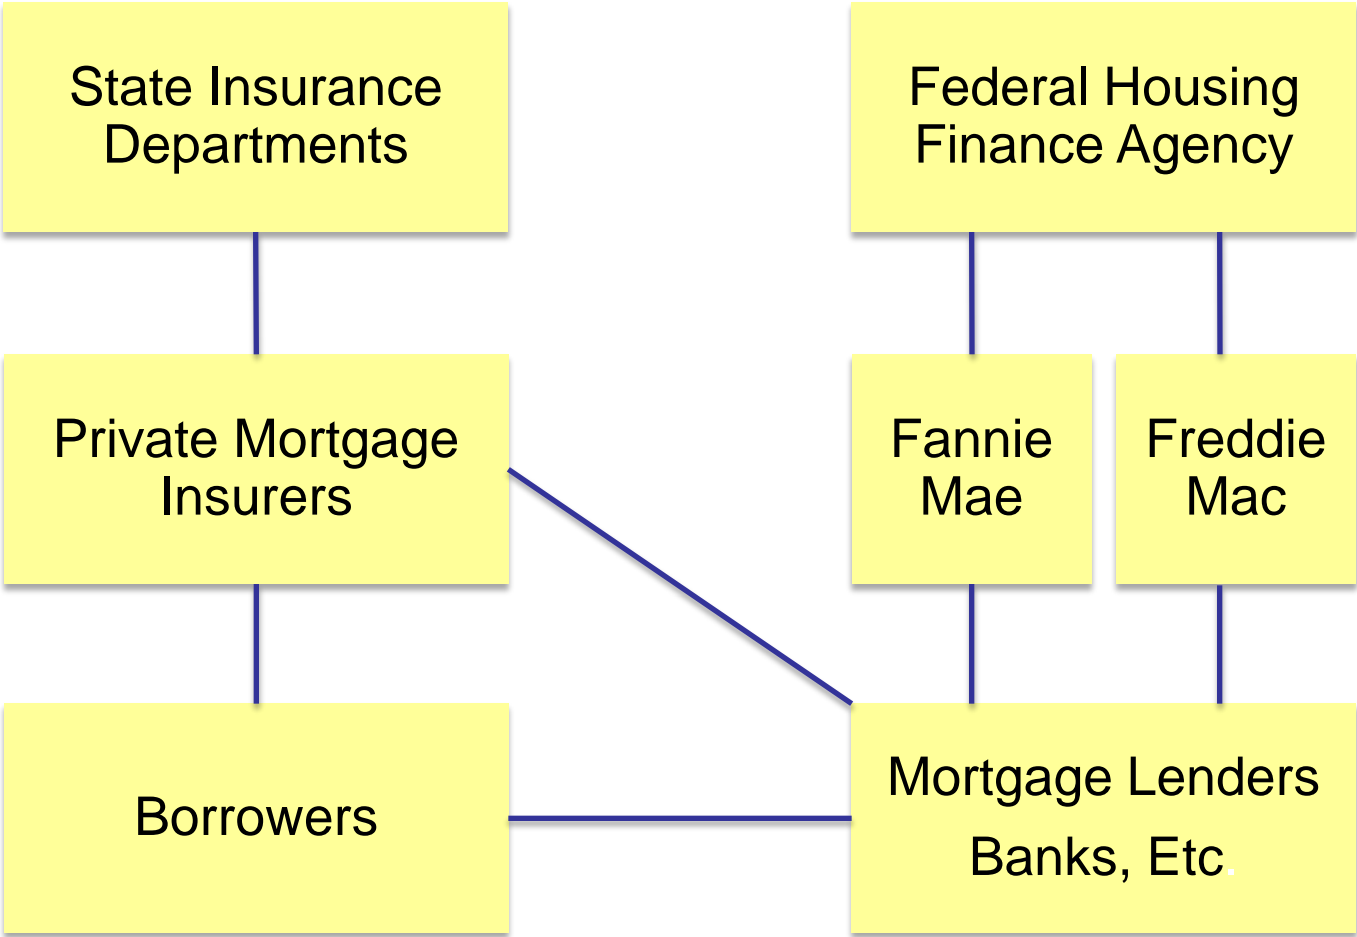 State Insurance
Departments
Federal Housing
Finance Agency
Private Mortgage
Insurers
Fannie
Mae
Freddie
Mac
Borrowers
Mortgage Lenders
Banks, Etc.